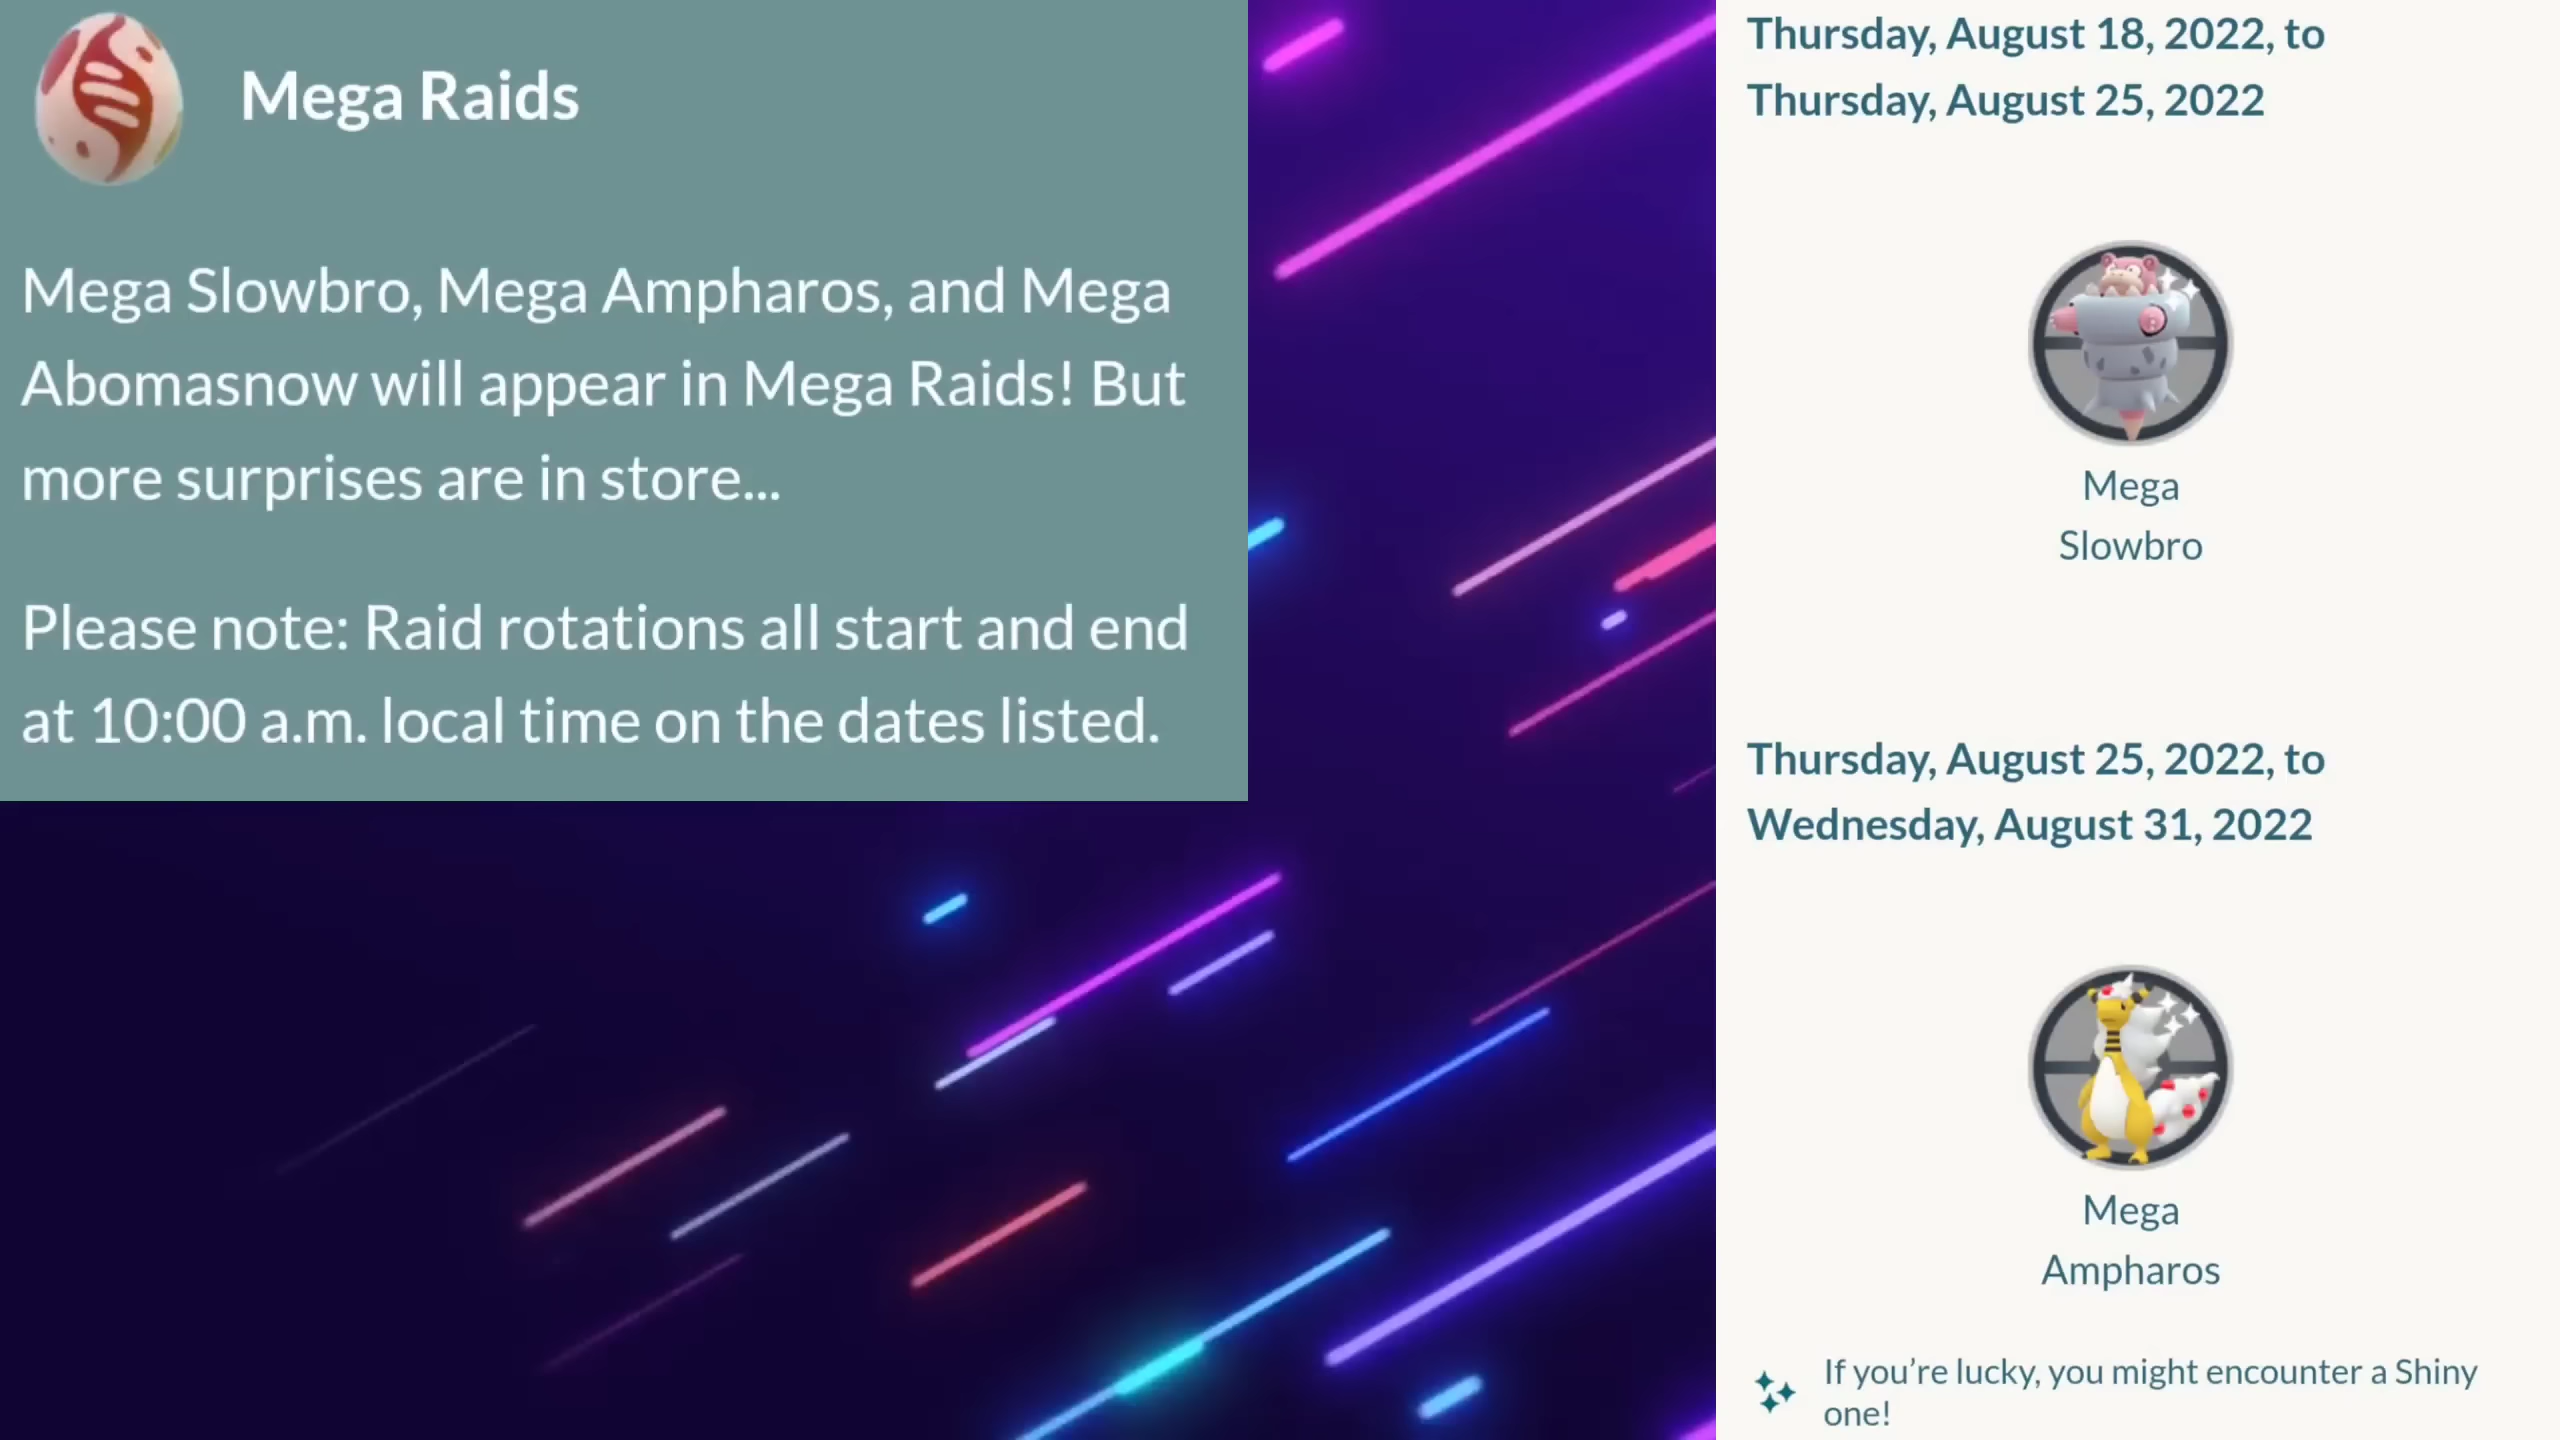 Mega Raids
Mega Slowbro, Mega Ampharos, and Mega
Abomasnow will appear in Mega Raids! But
more surprises are in store...
Please note: Raid rotations all start and end
at 10:00 a.m. local time on the dates listed.
Thursday, August 18, 2022, to
Thursday, August 25, 2022
Mega
Slowbro
Thursday, August 25, 2022, to
Wednesday, August 31, 2022
Mega
Ampharos
If you’re lucky, you might encounter a Shiny
one!